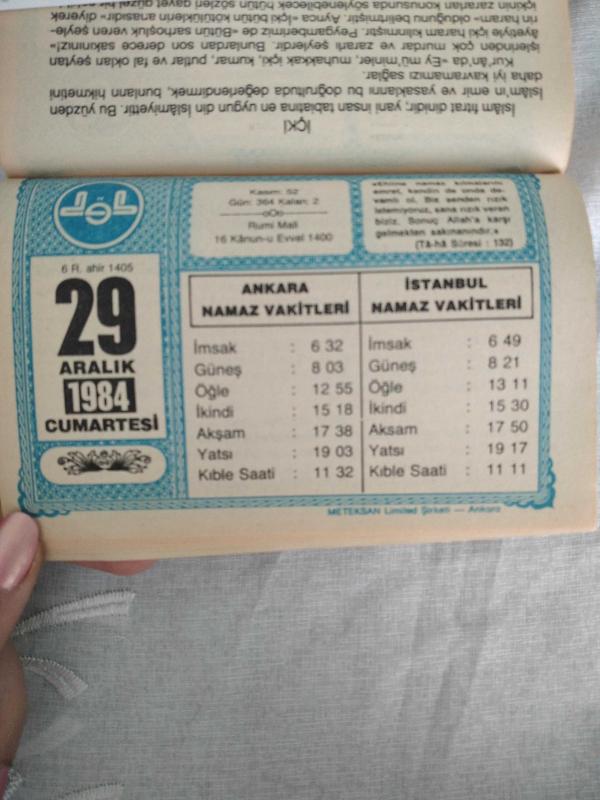 İÇKİ
İslâm fıtrat dinidir; yani insan tabiatına en uygun din İslâmiyettir. Bu yüzden
İslâm'ın emir ve yasaklarını bu doğrultuda değerlendirmek, bunların hikmetini
daha iyi kavramamızı sağlar.
Kur'ân'da «Ey mü'minler, muhakkak içki, kumar, putlar ve fal okları şeytan
işlerinden çok murdar ve zararlı şeylerdir. Bunlardan son derece sakınınız!»
âyetiyle içki haram kılınmıştır. Peygamberimiz de «Bütün sarhoşluk veren şeyle-
rin haram» olduğunu belirtmiştir. Ayrıca «İçki bütün kötülüklerin anasıdır» diyerek
içkinin zararları konusunda söylenebilecek bütün sözleri gayet güzel
6 R. ahir 1405
29
ARALIK
1984
CUMARTESİ
Kasım: 52
Gün: 364 Kalan: 2
Rumi Mali
16 Kânun-u Evvel 1400
«Ehline namaz kılmalarını
emret, kendin de onda de-
vamlı ol. Biz senden rızık
istemiyoruz, sana rızık veren
biziz. Sonuç Allah'a karşı
gelmekten sakınanındır.»
(Tâ-hâ Sûresi : 132)
ANKARA
NAMAZ VAKİTLERİ
İmsak : 6 32
Güneş : 8 03
Öğle : 12 55
İkindi : 15 18
Akşam : 17 38
Yatsı : 19 03
Kıble Saati : 11 32
İSTANBUL
NAMAZ VAKİTLERİ
İmsak : 6 49
Güneş : 8 21
Öğle : 13 11
İkindi : 15 30
Aksam : 17 50
Yatsı : 19 17
Kıble Saati : 11 11
METEKSAN Limited Şirketi — Ankara